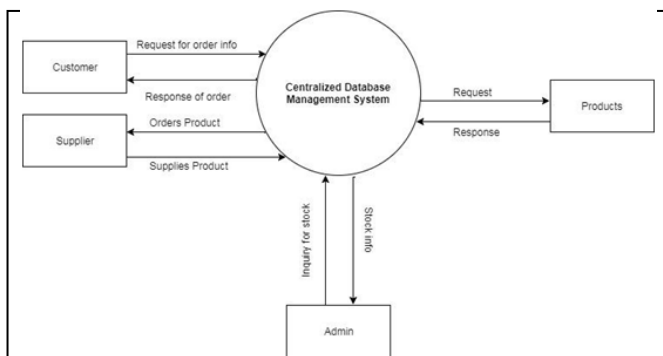 Request for order info
Customer
Centralized Database
Management System
Response of order
Request
Products
Orders Product
Response
Supplier
Supplies Product
Inquiry for stock
Stock info
Admin